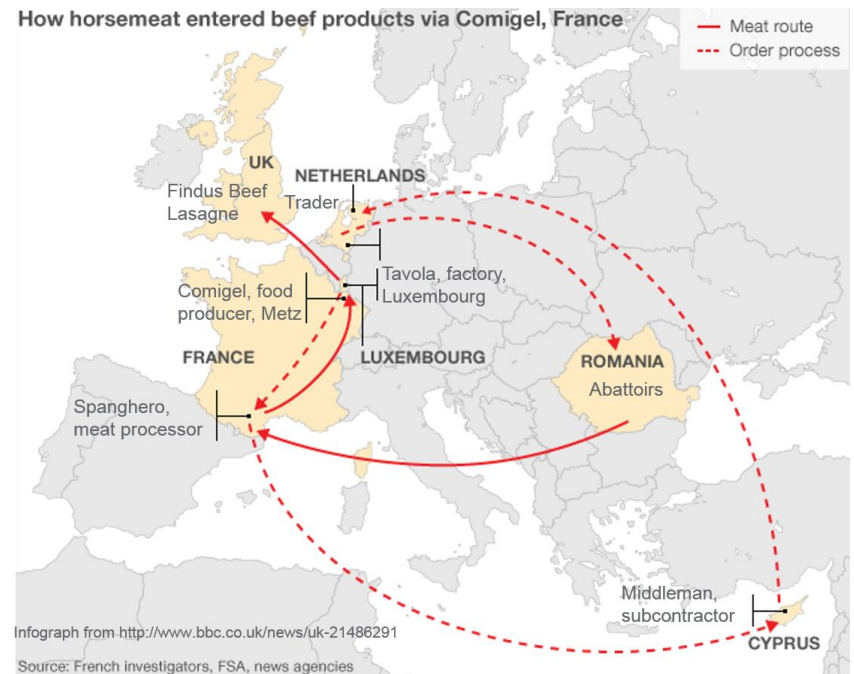 How horsemeat entered beef products via Comigel, France
Meat route
Order process
UK
NETHERLANDS
Findus Beef
Lasagne
Trader
Tavola, factory,
Luxembourg
Comigel, food
producer, Metz
FRANCE
LUXEMBOURG
ROMANIA
Abattoirs
Spanghero,
meat processor
Middleman,
subcontractor
CYPRUS
Infograph from http://www.bbc.co.uk/news/uk-21486291
Source: French investigators, FSA, news agencies